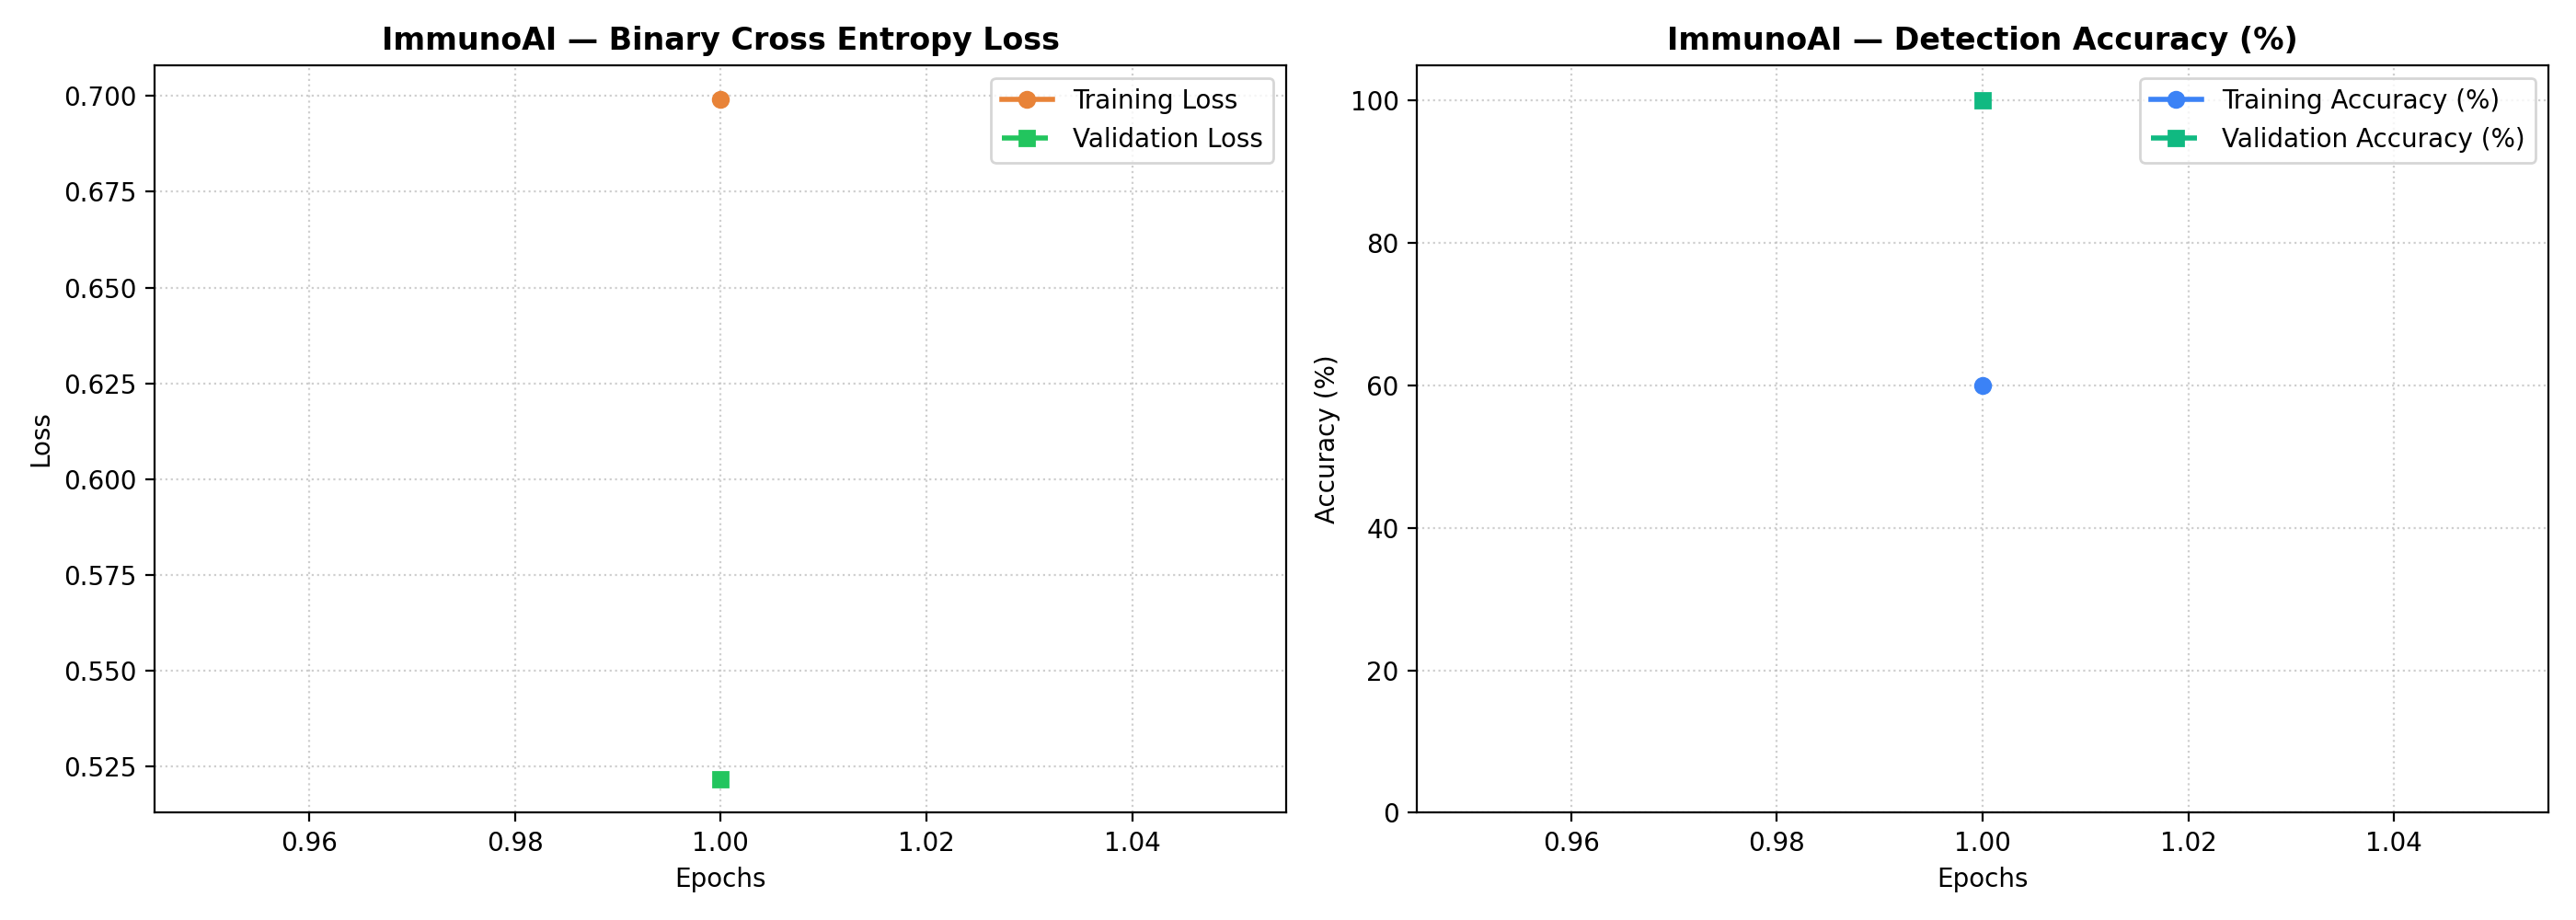 ImmunoAI — Binary Cross Entropy Loss
0.700
0.675
0.650
0.625
0.600
0.575
0.550
0.525
Loss
Training Loss
Validation Loss
0.96 0.98 1.00 1.02 1.04
Epochs
ImmunoAI — Detection Accuracy (%)
100
80
60
40
20
0
Accuracy (%)
Training Accuracy (%)
Validation Accuracy (%)
0.96 0.98 1.00 1.02 1.04
Epochs